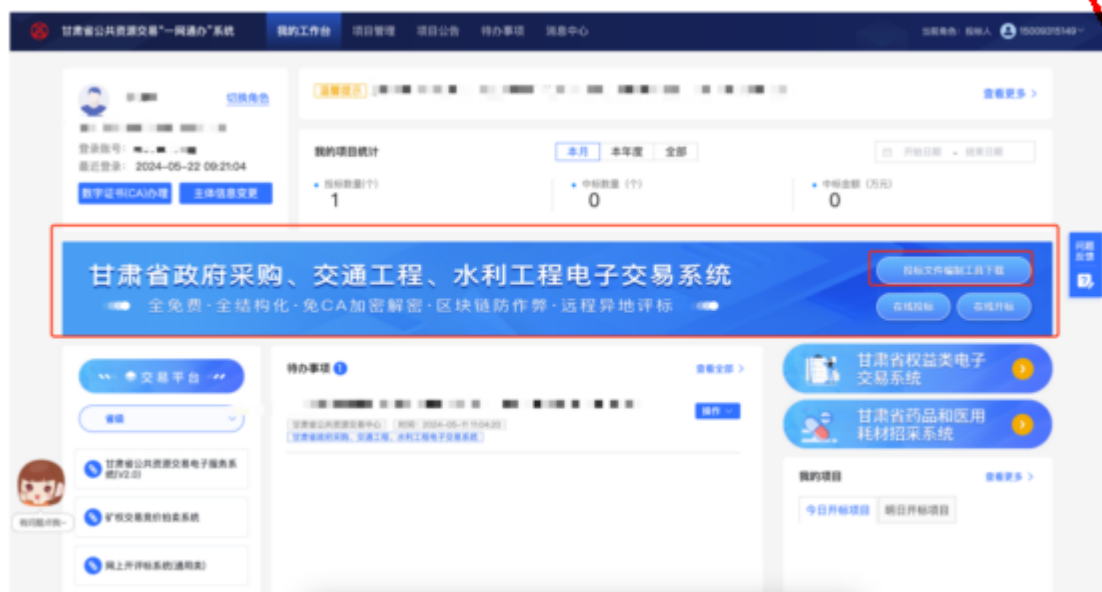 甘肃省公共资源交易“一网通办”系统 我的工作台 项目管理 项目公告 待办事项 消息中心 当前角色: 投标人 15009315149
切换角色
登录账号:
最近登录: 2024-05-22 09:21:04
数字证书(CA)办理 主体信息变更
温馨提示 查看更多 >
我的项目统计 本月 本年度 全部 开始日期 - 结束日期
投标数量(个) 中标数量 (个) 中标金额 (万元)
1 0 0
问题反馈
甘肃省政府采购、交通工程、水利工程电子交易系统
全免费·全结构化·免CA加密解密·区块链防作弊·远程异地评标
投标文件编制工具下载
在线投标 在线开标
交易平台
省级
甘肃省公共资源交易电子服务系
统(V2.0)
矿权交易竞价拍卖系统
网上开评标系统(通用类)
有问题点我~
待办事项 1 查看全部 >
操作
甘肃省公共资源交易中心 时间: 2024-05-11 11:04:20
甘肃省政府采购、交通工程、水利工程电子交易系统
甘肃省权益类电子
交易系统
甘肃省药品和医用
耗材招采系统
我的项目 查看更多 >
今日开标项目 明日开标项目